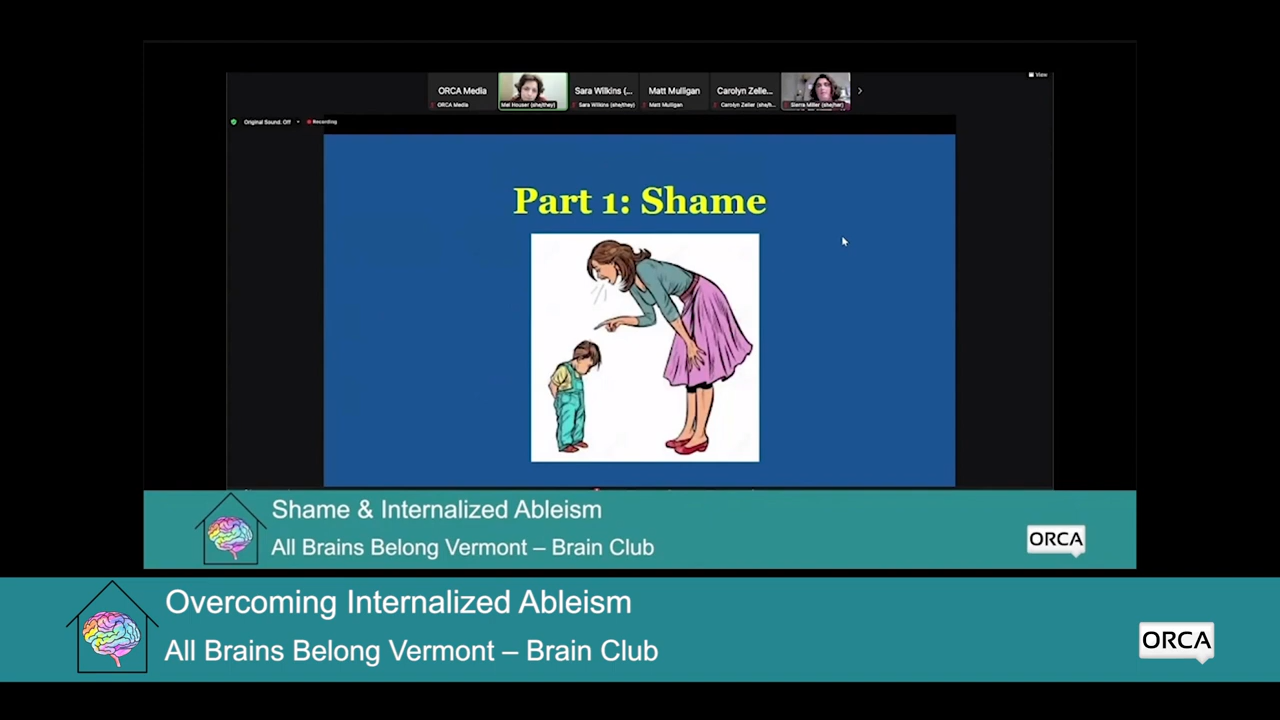 View
ORCA Media
Sara Wilkins (...
Matt Mulligan
Carolyn Zelle...
ORCA Media
Mel Houser (she/they)
Sara Wilkins (she/they)
Matt Mulligan
Carolyn Zeller (she/h...
Sierra Miller (she/her)
Original Sound: Off
Recording
Part 1: Shame
Shame & Internalized Ableism
All Brains Belong Vermont – Brain Club
ORCA
Overcoming Internalized Ableism
All Brains Belong Vermont – Brain Club
ORCA